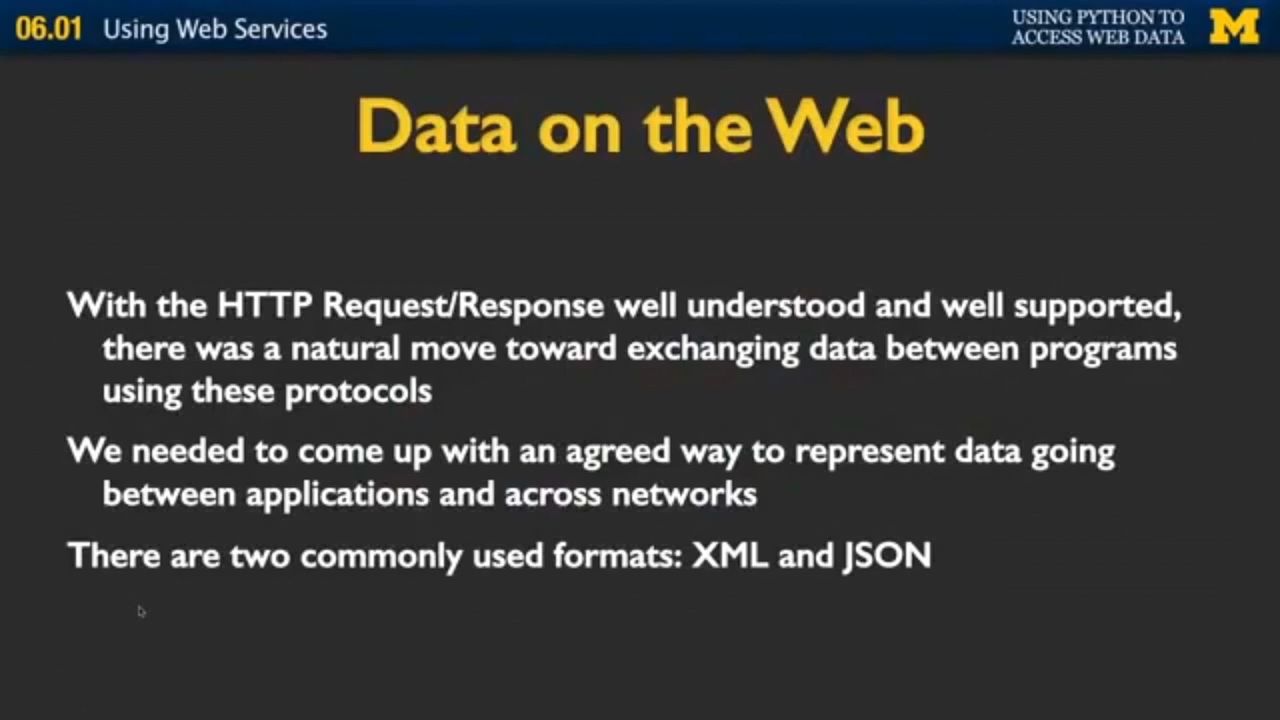 06.01 Using Web Services
USING PYTHON TO
ACCESS WEB DATA
M
Data on the Web
With the HTTP Request/Response well understood and well supported,
there was a natural move toward exchanging data between programs
using these protocols
We needed to come up with an agreed way to represent data going
between applications and across networks
There are two commonly used formats: XML and JSON